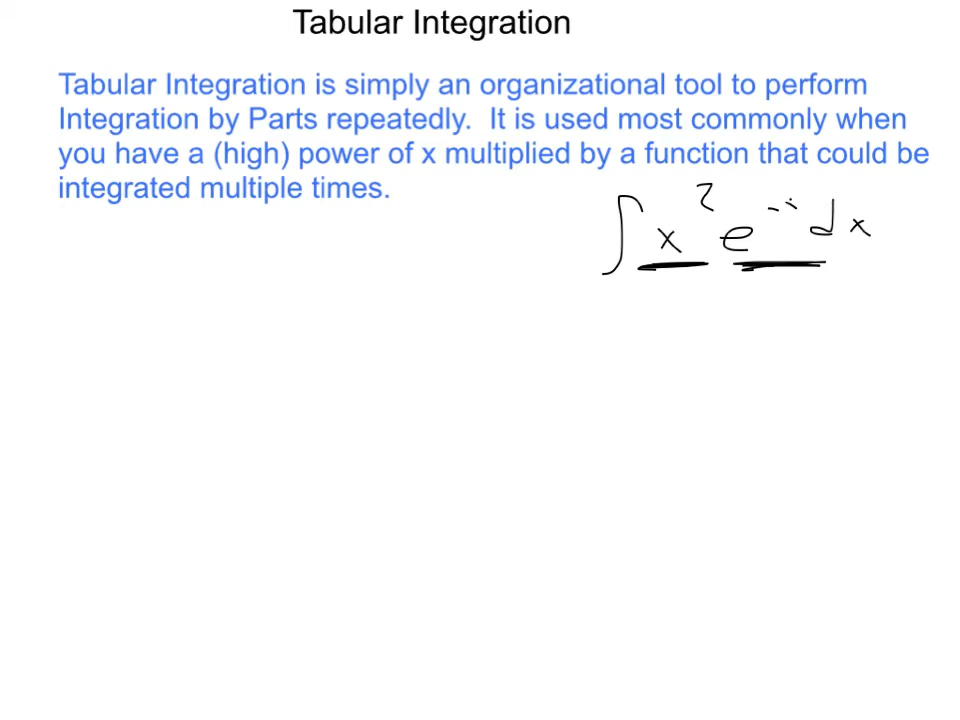 Tabular Integration
Tabular Integration is simply an organizational tool to perform
Integration by Parts repeatedly. It is used most commonly when
you have a (high) power of x multiplied by a function that could be
integrated multiple times.
∫ x² e⁻ dx